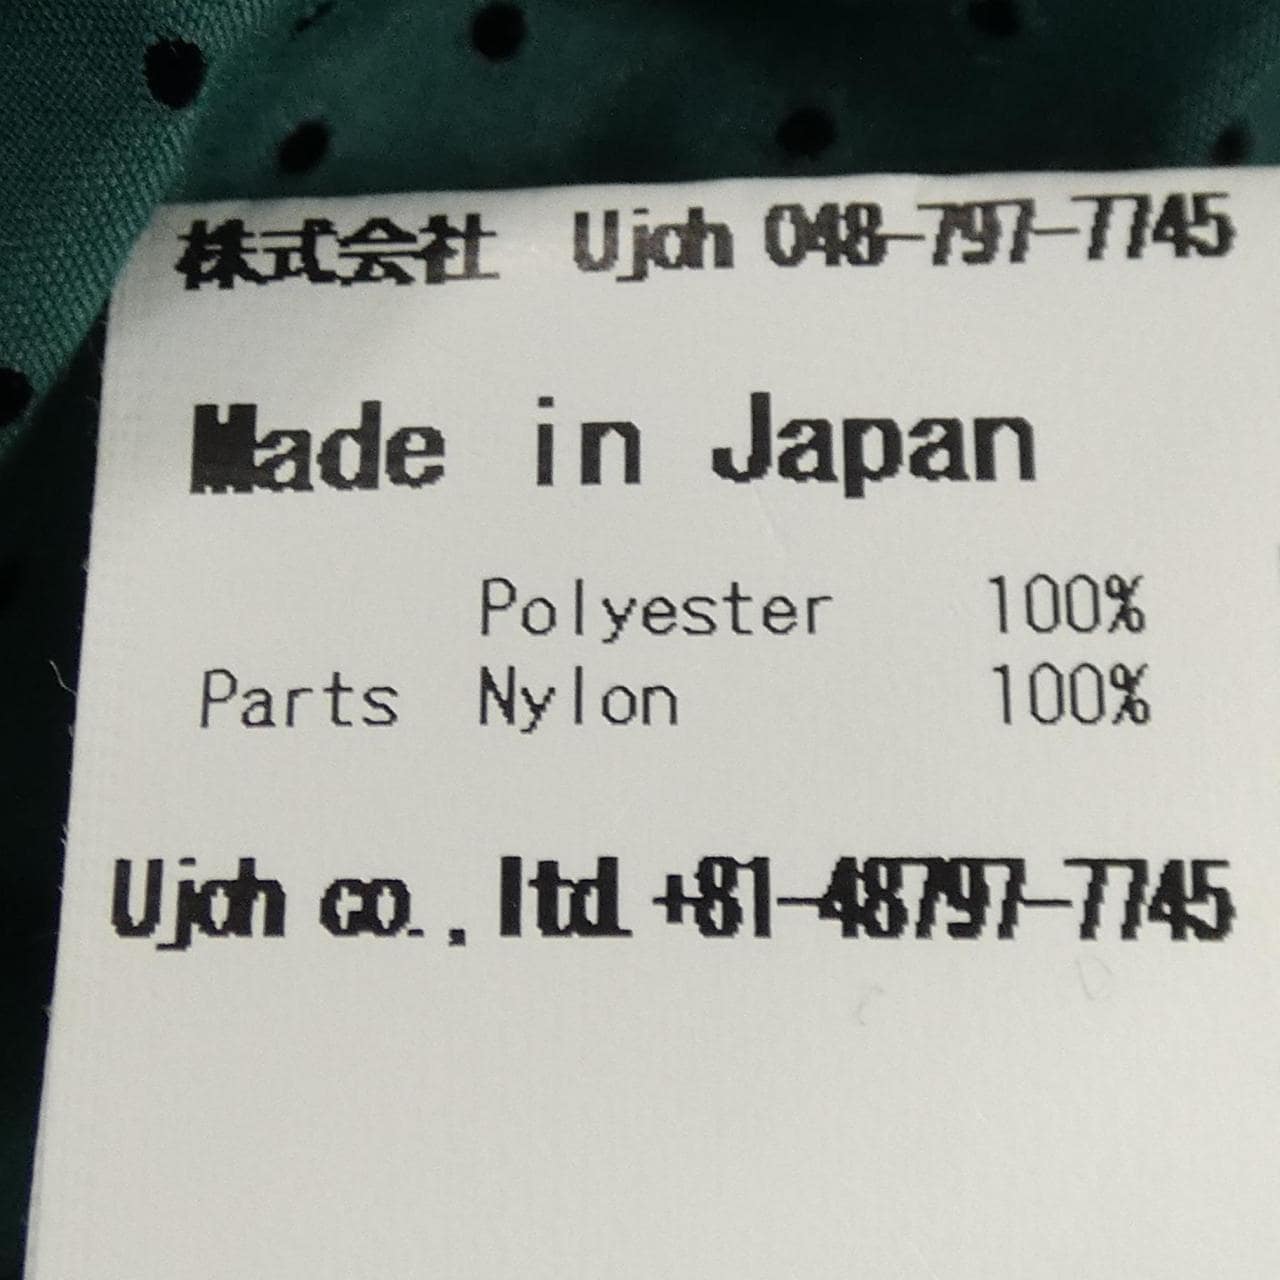 株式会社 Ujoh 048-797-7745
Made in Japan
Polyester 100%
Parts Nylon 100%
Ujoh co., ltd. +81-48797-7745